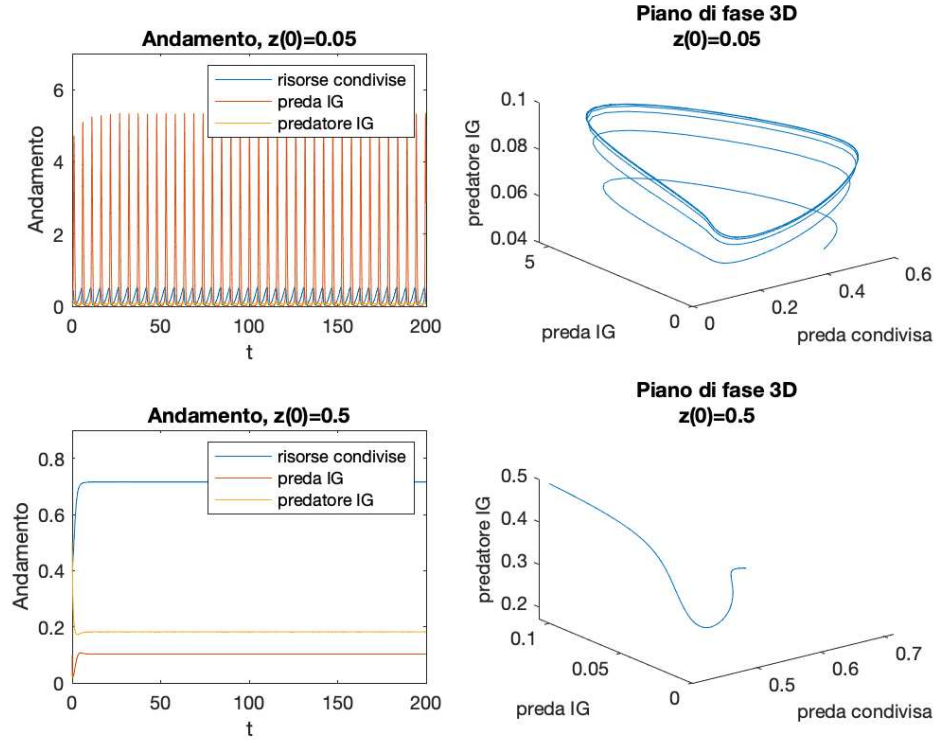 Andamento, z(0)=0.05
6
4
2
0
Andamento
0
50
100
150
200
t
risorse condivise
preda IG
predatore IG
Piano di fase 3D
z(0)=0.05
0.1
0.08
0.06
0.04
predatore IG
5
0
preda IG
0
0.2
0.4
0.6
preda condivisa
Andamento, z(0)=0.5
0.8
0.6
0.4
0.2
0
Andamento
0
50
100
150
200
t
risorse condivise
preda IG
predatore IG
Piano di fase 3D
z(0)=0.5
0.5
0.4
0.3
0.2
predatore IG
0.1
0.05
0
preda IG
0.5
0.6
0.7
preda condivisa